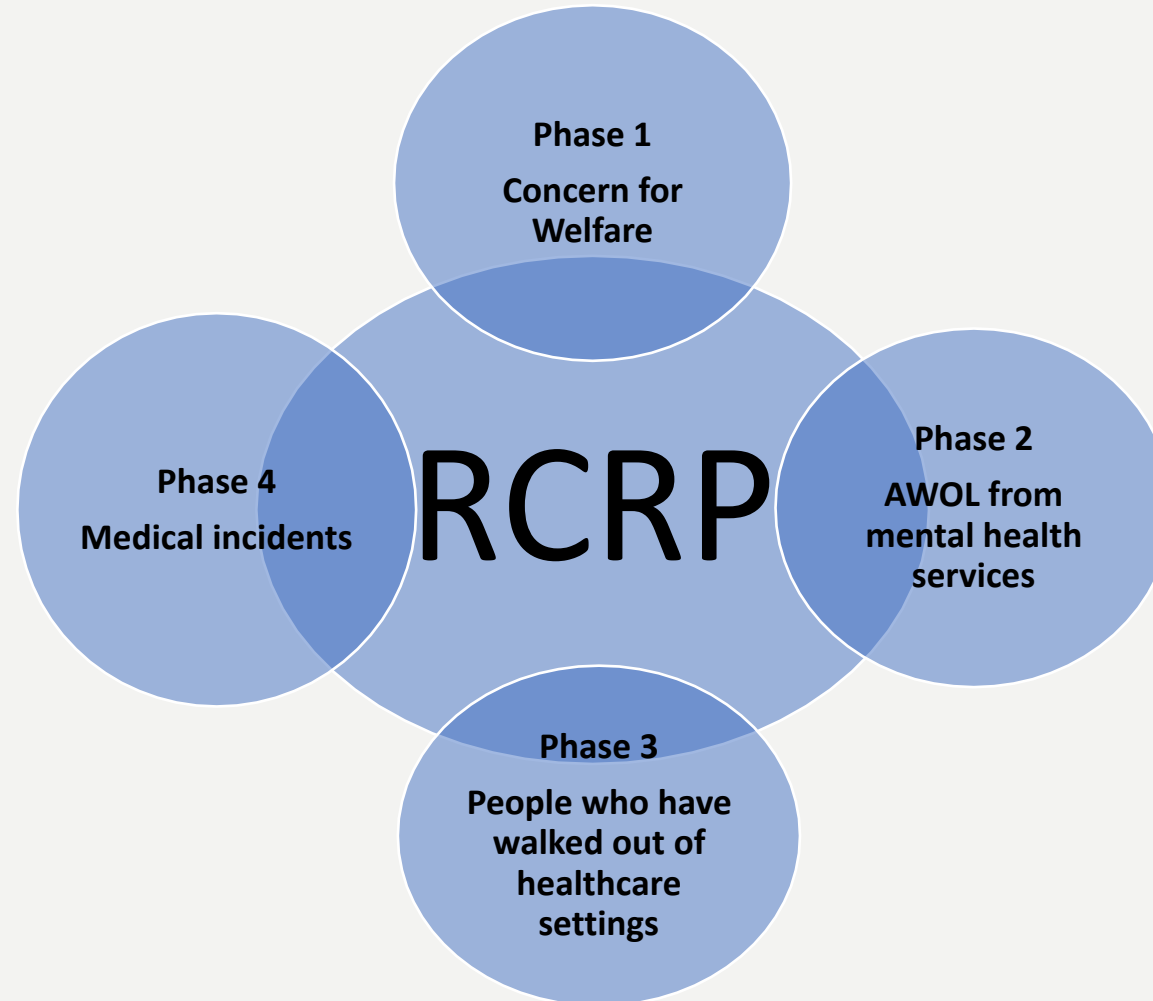 Phase 1
Concern for
Welfare
RCRP
Phase 2
AWOL from
mental health
services
Phase 3
People who have
walked out of
healthcare
settings
Phase 4
Medical incidents